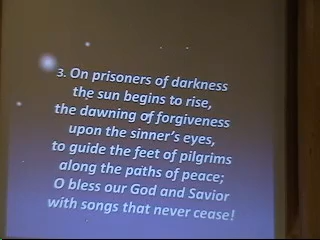 3. On prisoners of darkness
the sun begins to rise,
the dawning of forgiveness
upon the sinner's eyes,
to guide the feet of pilgrims
along the paths of peace;
O bless our God and Savior
with songs that never cease!